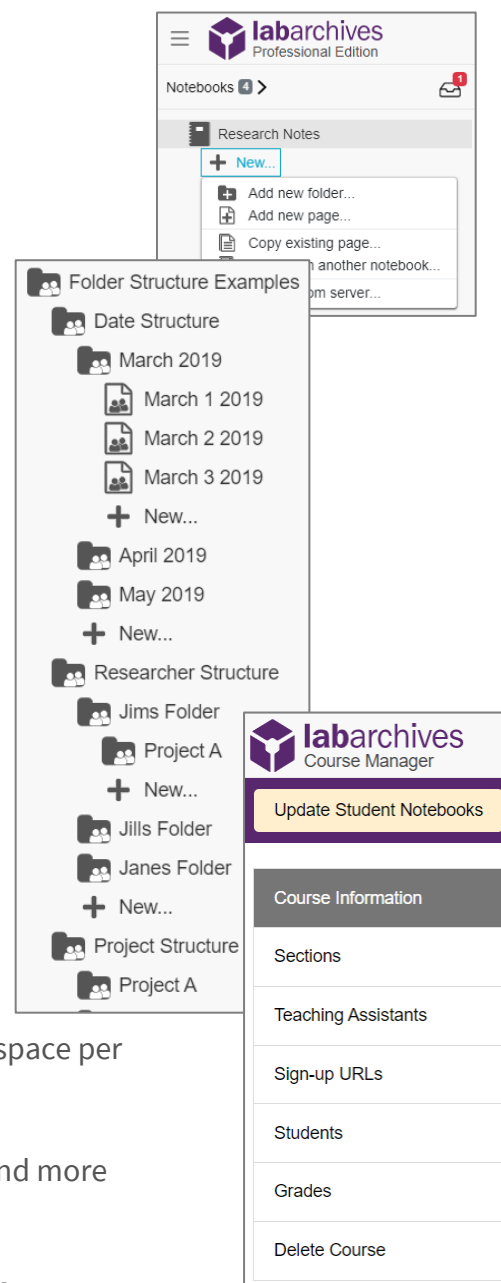 labarchives
Professional Edition
Notebooks 4
1
Research Notes
New...
Add new folder...
Add new page...
Copy existing page...
another notebook...
server...
Folder Structure Examples
Date Structure
March 2019
March 1 2019
March 2 2019
March 3 2019
New...
April 2019
May 2019
New...
Researcher Structure
Jims Folder
Project A
New...
Jills Folder
Janes Folder
New...
Project Structure
Project A
labarchives
Course Manager
Update Student Notebooks
Course Information
Sections
Teaching Assistants
Sign-up URLs
Students
Grades
Delete Course
space per
more